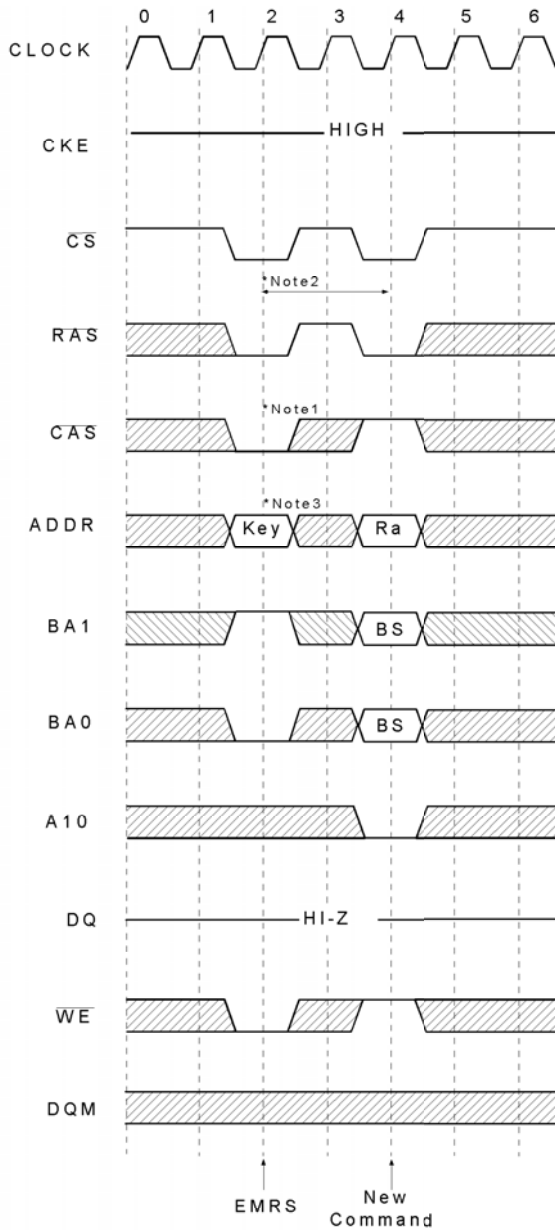 0 1 2 3 4 5 6
CLOCK
HIGH
CKE
CS
*Note2
RAS
*Note1
CAS
*Note3
ADDR Key Ra
BA1 BS
BA0 BS
A10
DQ HI-Z
WE
DQM
EMRS New
Command